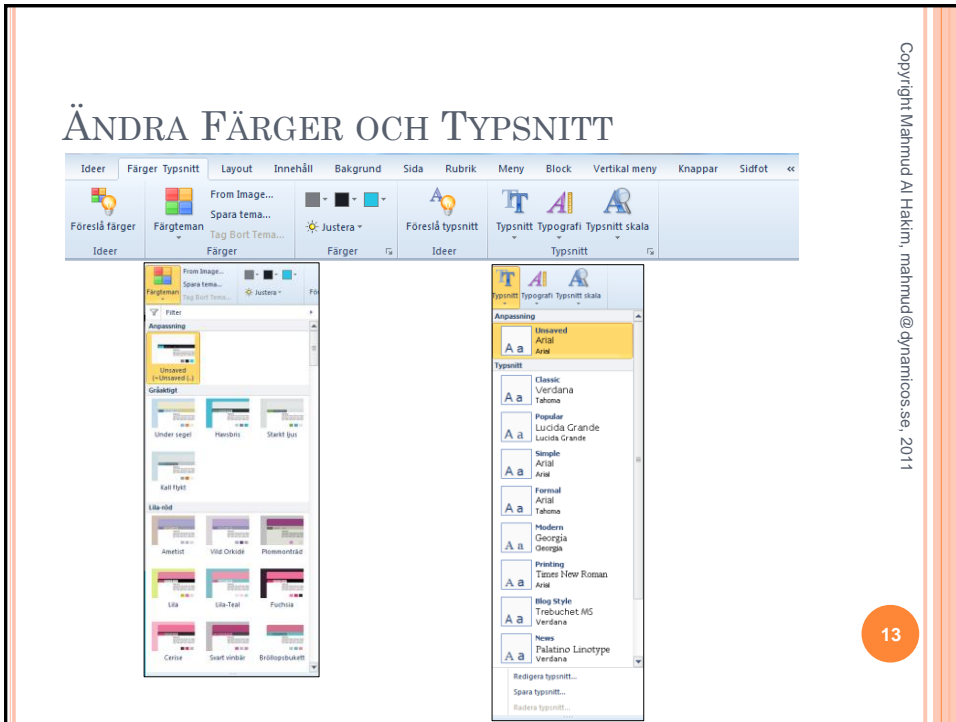 ÄNDRA FÄRGER OCH TYPSNITT
Ideer Färger Typsnitt Layout Innehåll Bakgrund Sida Rubrik Meny Block Vertikal meny Knappar Sidfot «
From Image...
Spara tema...
Tag Bort Tema...
Föreslå färger Färgteman Justera Föreslå typsnitt Typsnitt Typografi Typsnitt skala
Ideer Färger Färger Ideer Typsnitt
From Image...
Spara tema...
Tag Bort Tema...
Färgteman Justera För
Filter
Anpassning
Unsaved
(=Unsaved (.)
Gråaktigt
Under segel Havsbris Starkt ljus
Kall flykt
Lila-röd
Ametist Vild Orkidé Plommonträd
Lila Lila-Teal Fuchsia
Cerise Svart vinbär Bröllopsbukett
Typsnitt Typografi Typsnitt skala
Anpassning
Unsaved
Arial
Arial
A a
Typsnitt
Classic
Verdana
Tahoma
A a
Popular
Lucida Grande
Lucida Grande
A a
Simple
Arial
Arial
A a
Formal
Arial
Tahoma
A a
Modern
Georgia
Georgia
A a
Printing
Times New Roman
Arial
A a
Blog Style
Trebuchet MS
Verdana
A a
News
Palatino Linotype
Verdana
A a
Redigera typsnitt...
Spara typsnitt...
Radera typsnitt...
Copyright Mahmud Al Hakim, mahmud@dynamicos.se, 2011
13